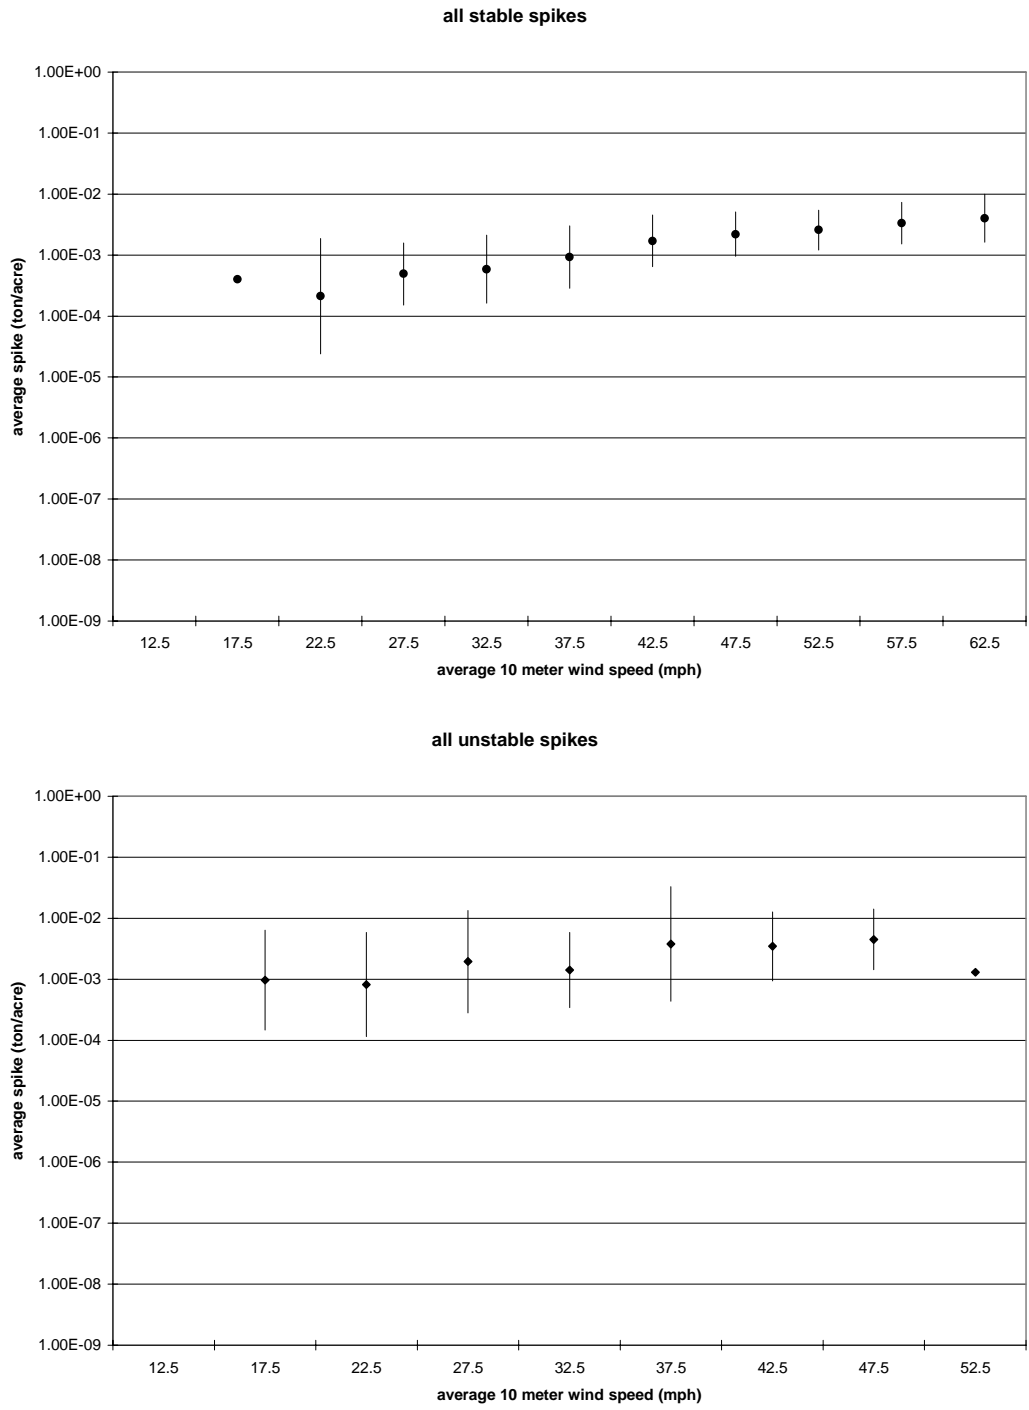 all stable spikes
1.00E+00
1.00E-01
1.00E-02
1.00E-03
1.00E-04
1.00E-05
1.00E-06
1.00E-07
1.00E-08
1.00E-09
average spike (ton/acre)
12.5 17.5 22.5 27.5 32.5 37.5 42.5 47.5 52.5 57.5 62.5
average 10 meter wind speed (mph)
all unstable spikes
1.00E+00
1.00E-01
1.00E-02
1.00E-03
1.00E-04
1.00E-05
1.00E-06
1.00E-07
1.00E-08
1.00E-09
average spike (ton/acre)
12.5 17.5 22.5 27.5 32.5 37.5 42.5 47.5 52.5
average 10 meter wind speed (mph)